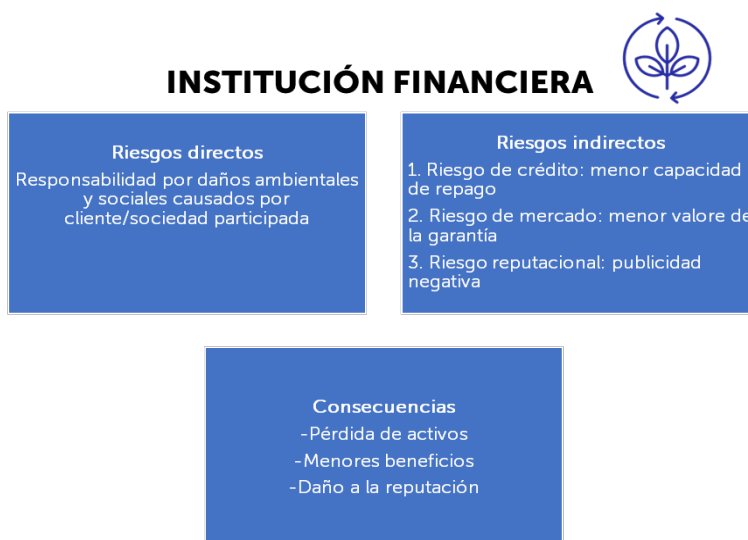 INSTITUCIÓN FINANCIERA
Riesgos directos
Responsabilidad por daños ambientales
y sociales causados por
cliente/sociedad participada
Riesgos indirectos
1. Riesgo de crédito: menor capacidad
de repago
2. Riesgo de mercado: menor valore de
la garantía
3. Riesgo reputacional: publicidad
negativa
Consecuencias
-Pérdida de activos
-Menores beneficios
-Daño a la reputación